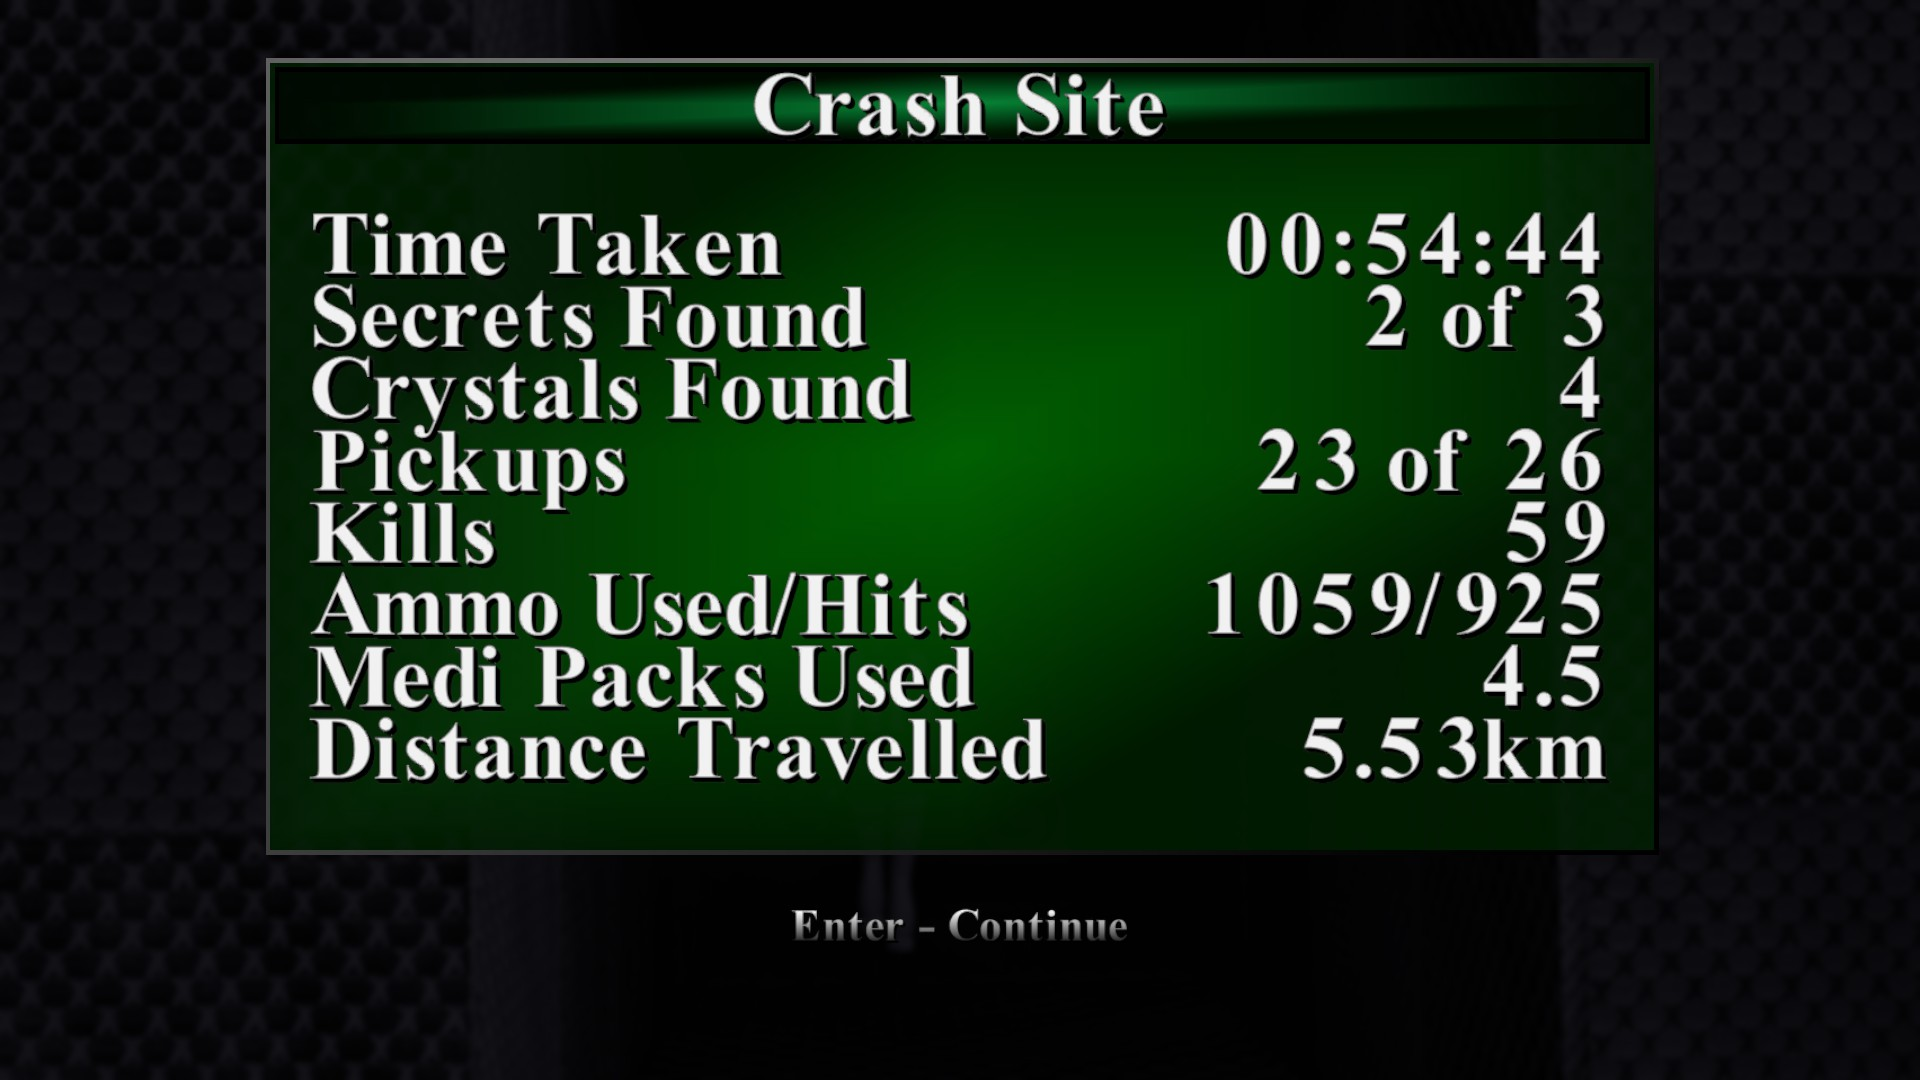 Crash Site
Time Taken 00:54:44
Secrets Found 2 of 3
Crystals Found 4
Pickups 23 of 26
Kills 59
Ammo Used/Hits 1059/925
Medi Packs Used 4.5
Distance Travelled 5.53km
Enter - Continue